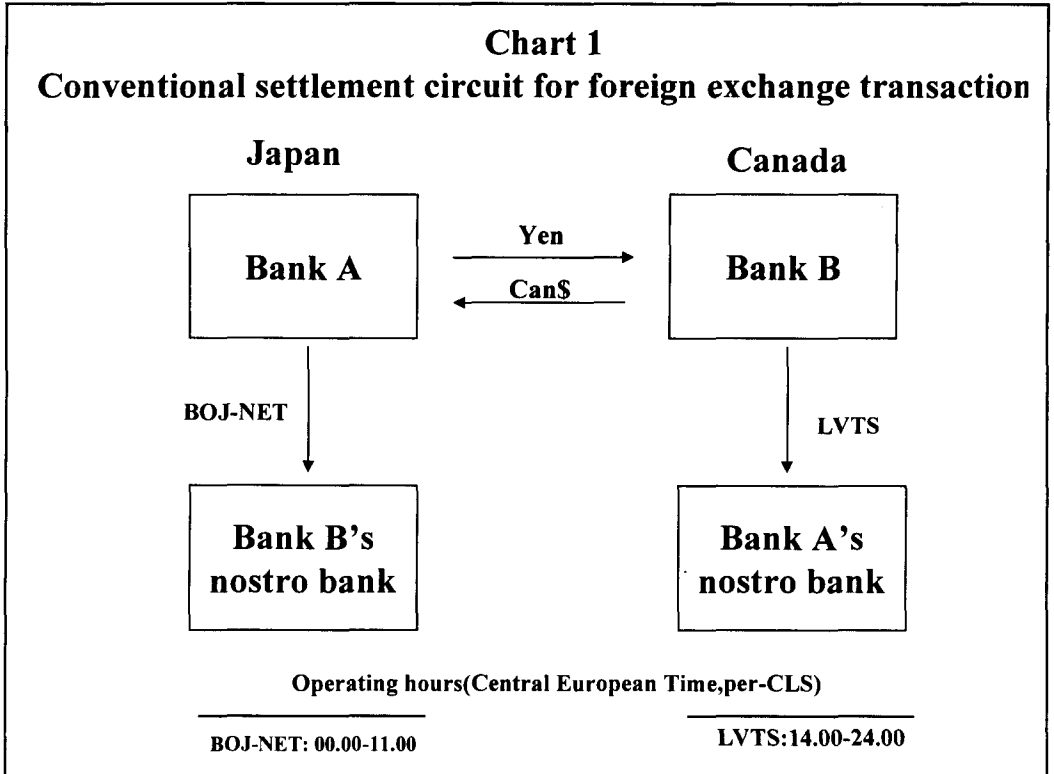 Chart 1
Conventional settlement circuit for foreign exchange transaction
Japan
Canada
Bank A
Yen
Can$
Bank B
BOJ-NET
LVTS
Bank B's
nostro bank
Bank A's
nostro bank
Operating hours(Central European Time,per-CLS)
BOJ-NET: 00.00-11.00
LVTS:14.00-24.00